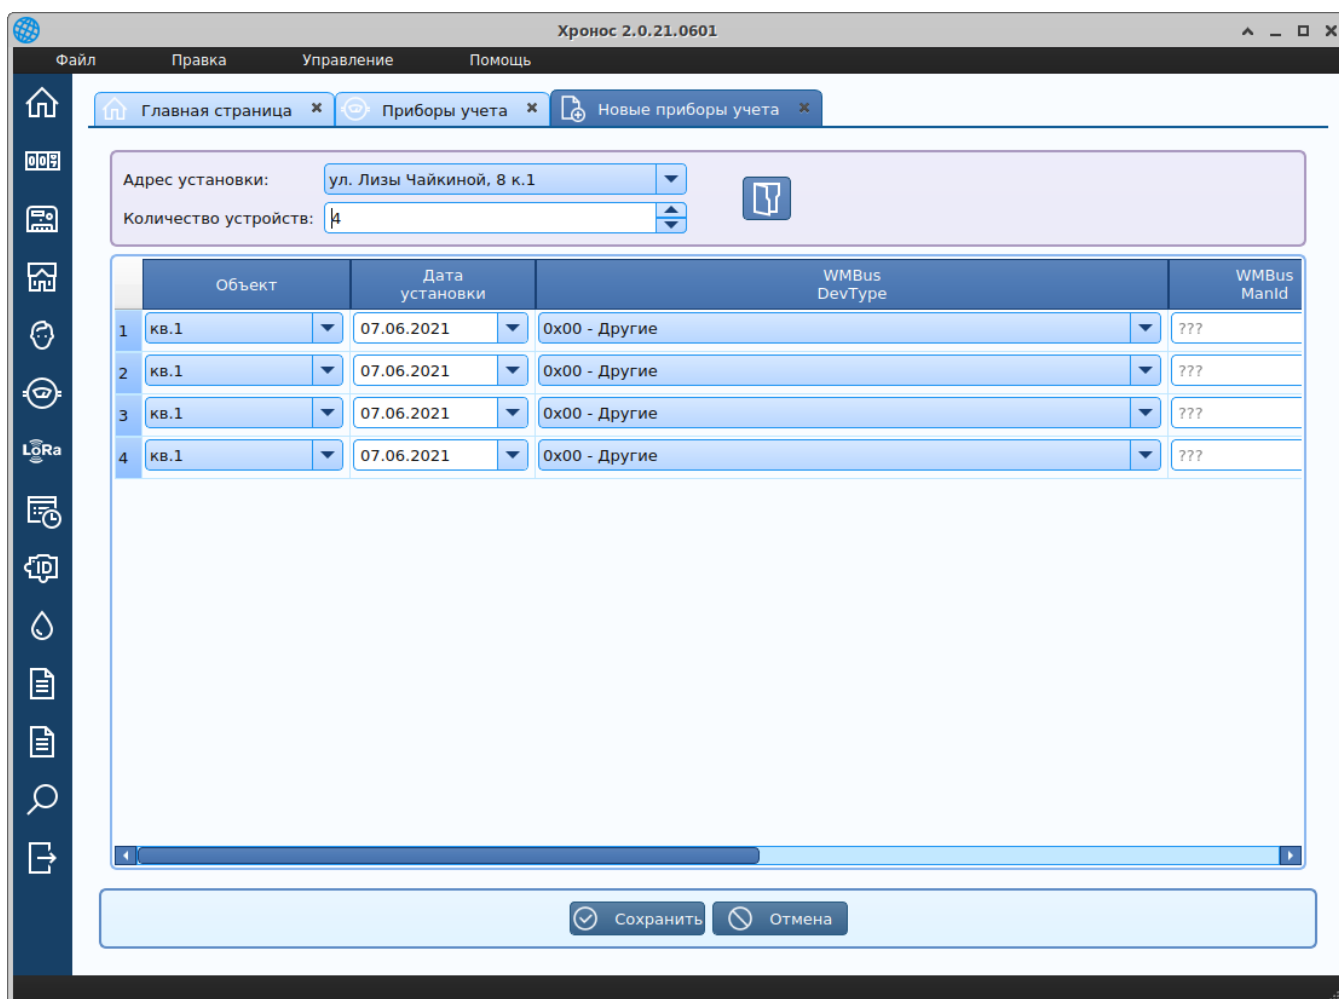 Хронос 2.0.21.0601
Файл Правка Управление Помощь
Главная страница Приборы учета Новые приборы учета
Адрес установки: ул. Лизы Чайкиной, 8 к.1
Количество устройств: 4
Объект Дата установки WMBus DevType WMBus ManId
1 кв.1 07.06.2021 0x00 - Другие ???
2 кв.1 07.06.2021 0x00 - Другие ???
3 кв.1 07.06.2021 0x00 - Другие ???
4 кв.1 07.06.2021 0x00 - Другие ???
LoRa
ID
Сохранить Отмена